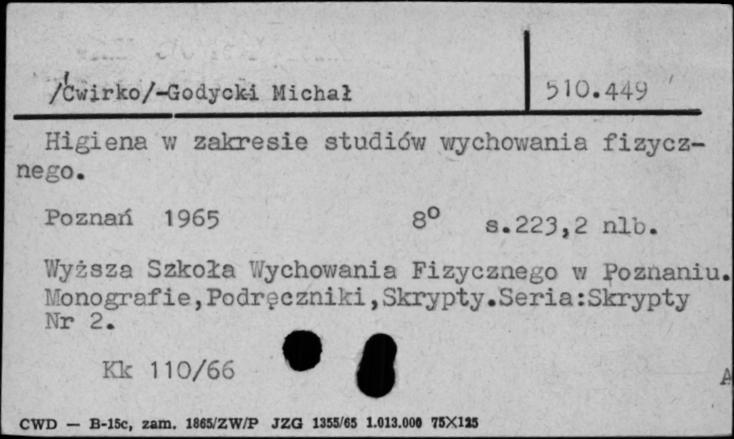 /Ćwirko/-Godycki Michał 510.449
Higiena w zakresie studiów wychowania fizycz-
nego.
Poznań 1965 8° s.223,2 nlb.
Wyższa Szkoła Wychowania Fizycznego w Poznaniu.
Monografie,Podręczniki,Skrypty.Seria:Skrypty
Nr 2.
Kk 110/66
A
CWD — B-15c, zam. 1865/ZW/P JZG 1355/65 1.013.000 75X125